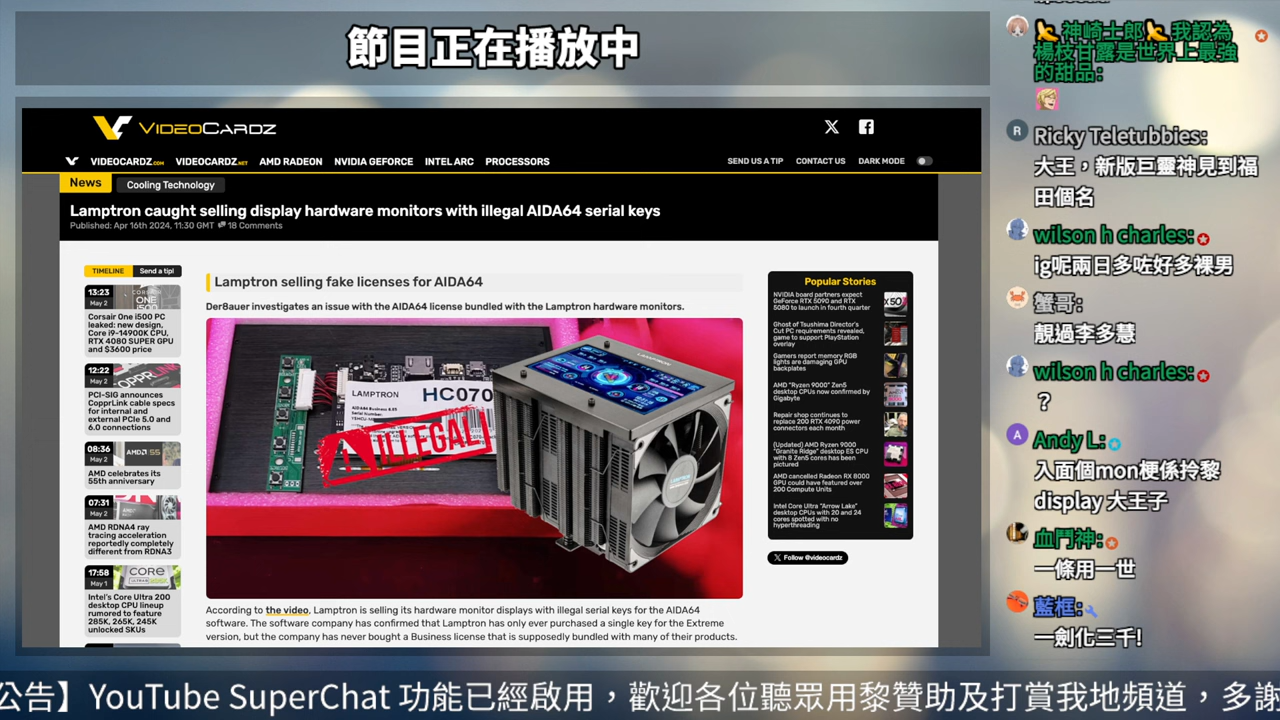 節目正在播放中
VIDEOCARDZ
VIDEOCARDZ.COM VIDEOCARDZ.NET AMD RADEON NVIDIA GEFORCE INTEL ARC PROCESSORS SEND US A TIP CONTACT US DARK MODE
News Cooling Technology
Lamptron caught selling display hardware monitors with illegal AIDA64 serial keys
Published: Apr 16th 2024, 11:30 GMT 18 Comments
TIMELINE Send a tip!
13:23
May 2
Corsair One i500 PC
leaked: new design,
Core i9-14900K CPU,
RTX 4080 SUPER GPU
and $3600 price
12:22
May 2
PCI-SIG announces
CopprLink cable specs
for internal and
external PCIe 5.0 and
6.0 connections
08:36
May 2
AMD celebrates its
55th anniversary
07:31
May 2
AMD RDNA4 ray
tracing acceleration
reportedly completely
different from RDNA3
17:58
May 1
Intel's Core Ultra 200
desktop CPU lineup
rumored to feature
285K, 265K, 245K
unlocked SKUs
Lamptron selling fake licenses for AIDA64
Der8auer investigates an issue with the AIDA64 license bundled with the Lamptron hardware monitors.
LAMPTRON HC070
ILLEGAL!
According to the video, Lamptron is selling its hardware monitor displays with illegal serial keys for the AIDA64
software. The software company has confirmed that Lamptron has only ever purchased a single key for the Extreme
version, but the company has never bought a Business license that is supposedly bundled with many of their products.
Popular Stories
NVIDIA board partners expect
GeForce RTX 5090 and RTX
5080 to launch in fourth quarter
Ghost of Tsushima Director's
Cut PC requirements revealed,
game to support PlayStation
overlay
Gamers report memory RGB
lights are damaging GPU
backplates
AMD "Ryzen 9000" Zen5
desktop CPUs now confirmed by
Gigabyte
Repair shop continues to
replace 200 RTX 4090 power
connectors each month
(Updated) AMD Ryzen 9000
"Granite Ridge" desktop ES CPU
with 8 Zen5 cores has been
pictured
AMD cancelled Radeon RX 8000
GPU could have featured over
200 Compute Units
Intel Core Ultra "Arrow Lake"
desktop CPUs with 20 and 24
cores spotted with no
hyperthreading
X Follow @videocardz
神崎士郎 我認為
楊枝甘露是世界上最強
的甜品:
R Ricky Teletubbies:
大王，新版巨靈神見到福
田個名
wilson h charles:
ig呢兩日多咗好多裸男
蟹哥:
靚過李多慧
wilson h charles:
？
A Andy L:
入面個mon梗係拎黎
display 大王子
血鬥神:
一條用一世
藍框:
一劍化三千!
公告】YouTube SuperChat 功能已經啟用，歡迎各位聽眾用黎贊助及打賞我地頻道，多謝